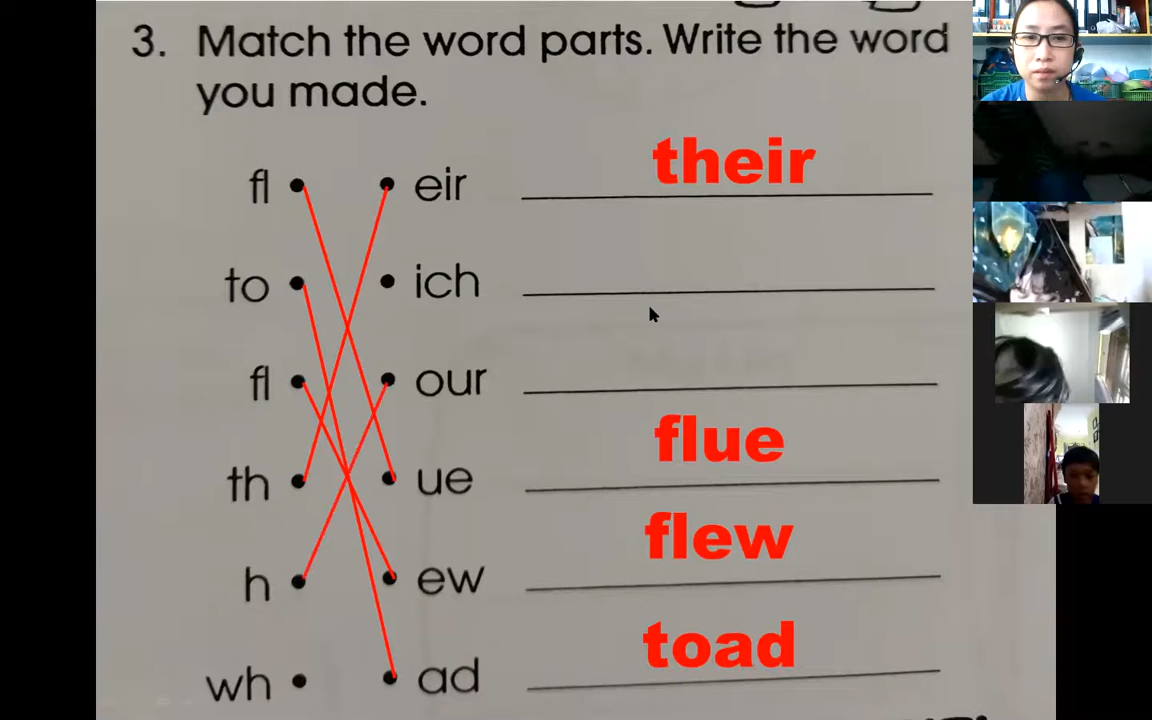 3. Match the word parts. Write the word
you made.
fl eir their
to ich
fl our
th ue flue
h ew flew
wh ad toad